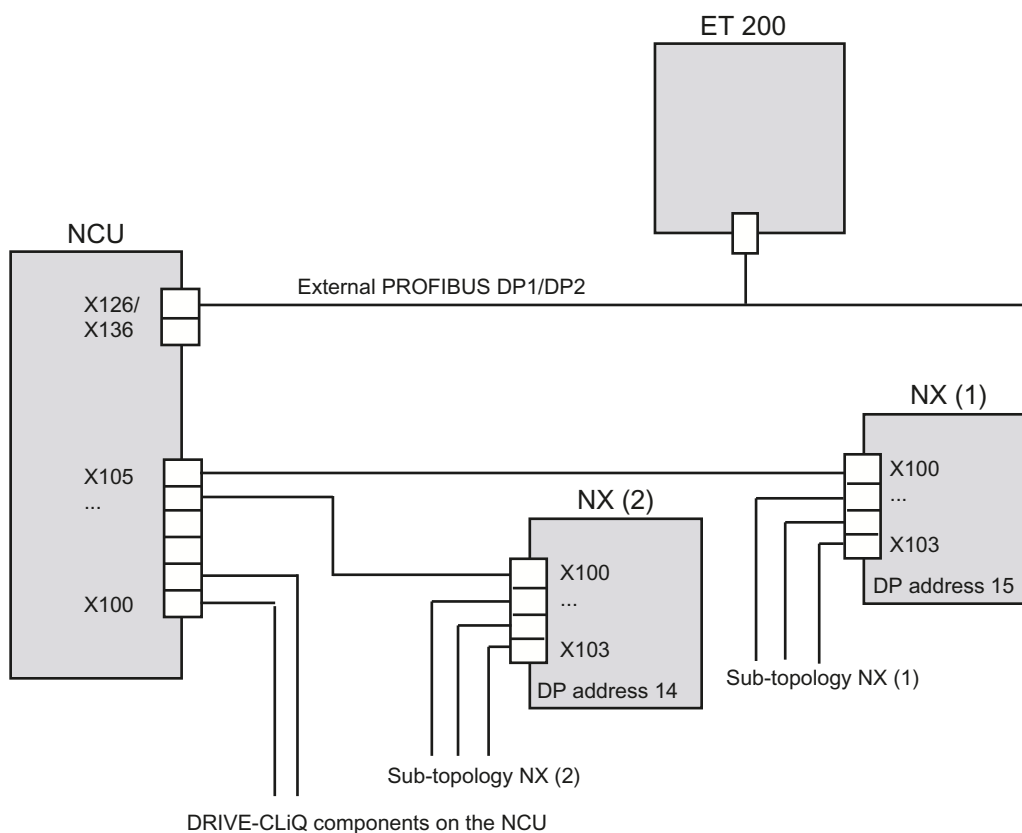 ET 200
NCU
X126/
X136
External PROFIBUS DP1/DP2
NX (1)
X105
...
X100
...
X103
DP address 15
NX (2)
X100
...
X103
DP address 14
X100
Sub-topology NX (1)
Sub-topology NX (2)
DRIVE-CLiQ components on the NCU